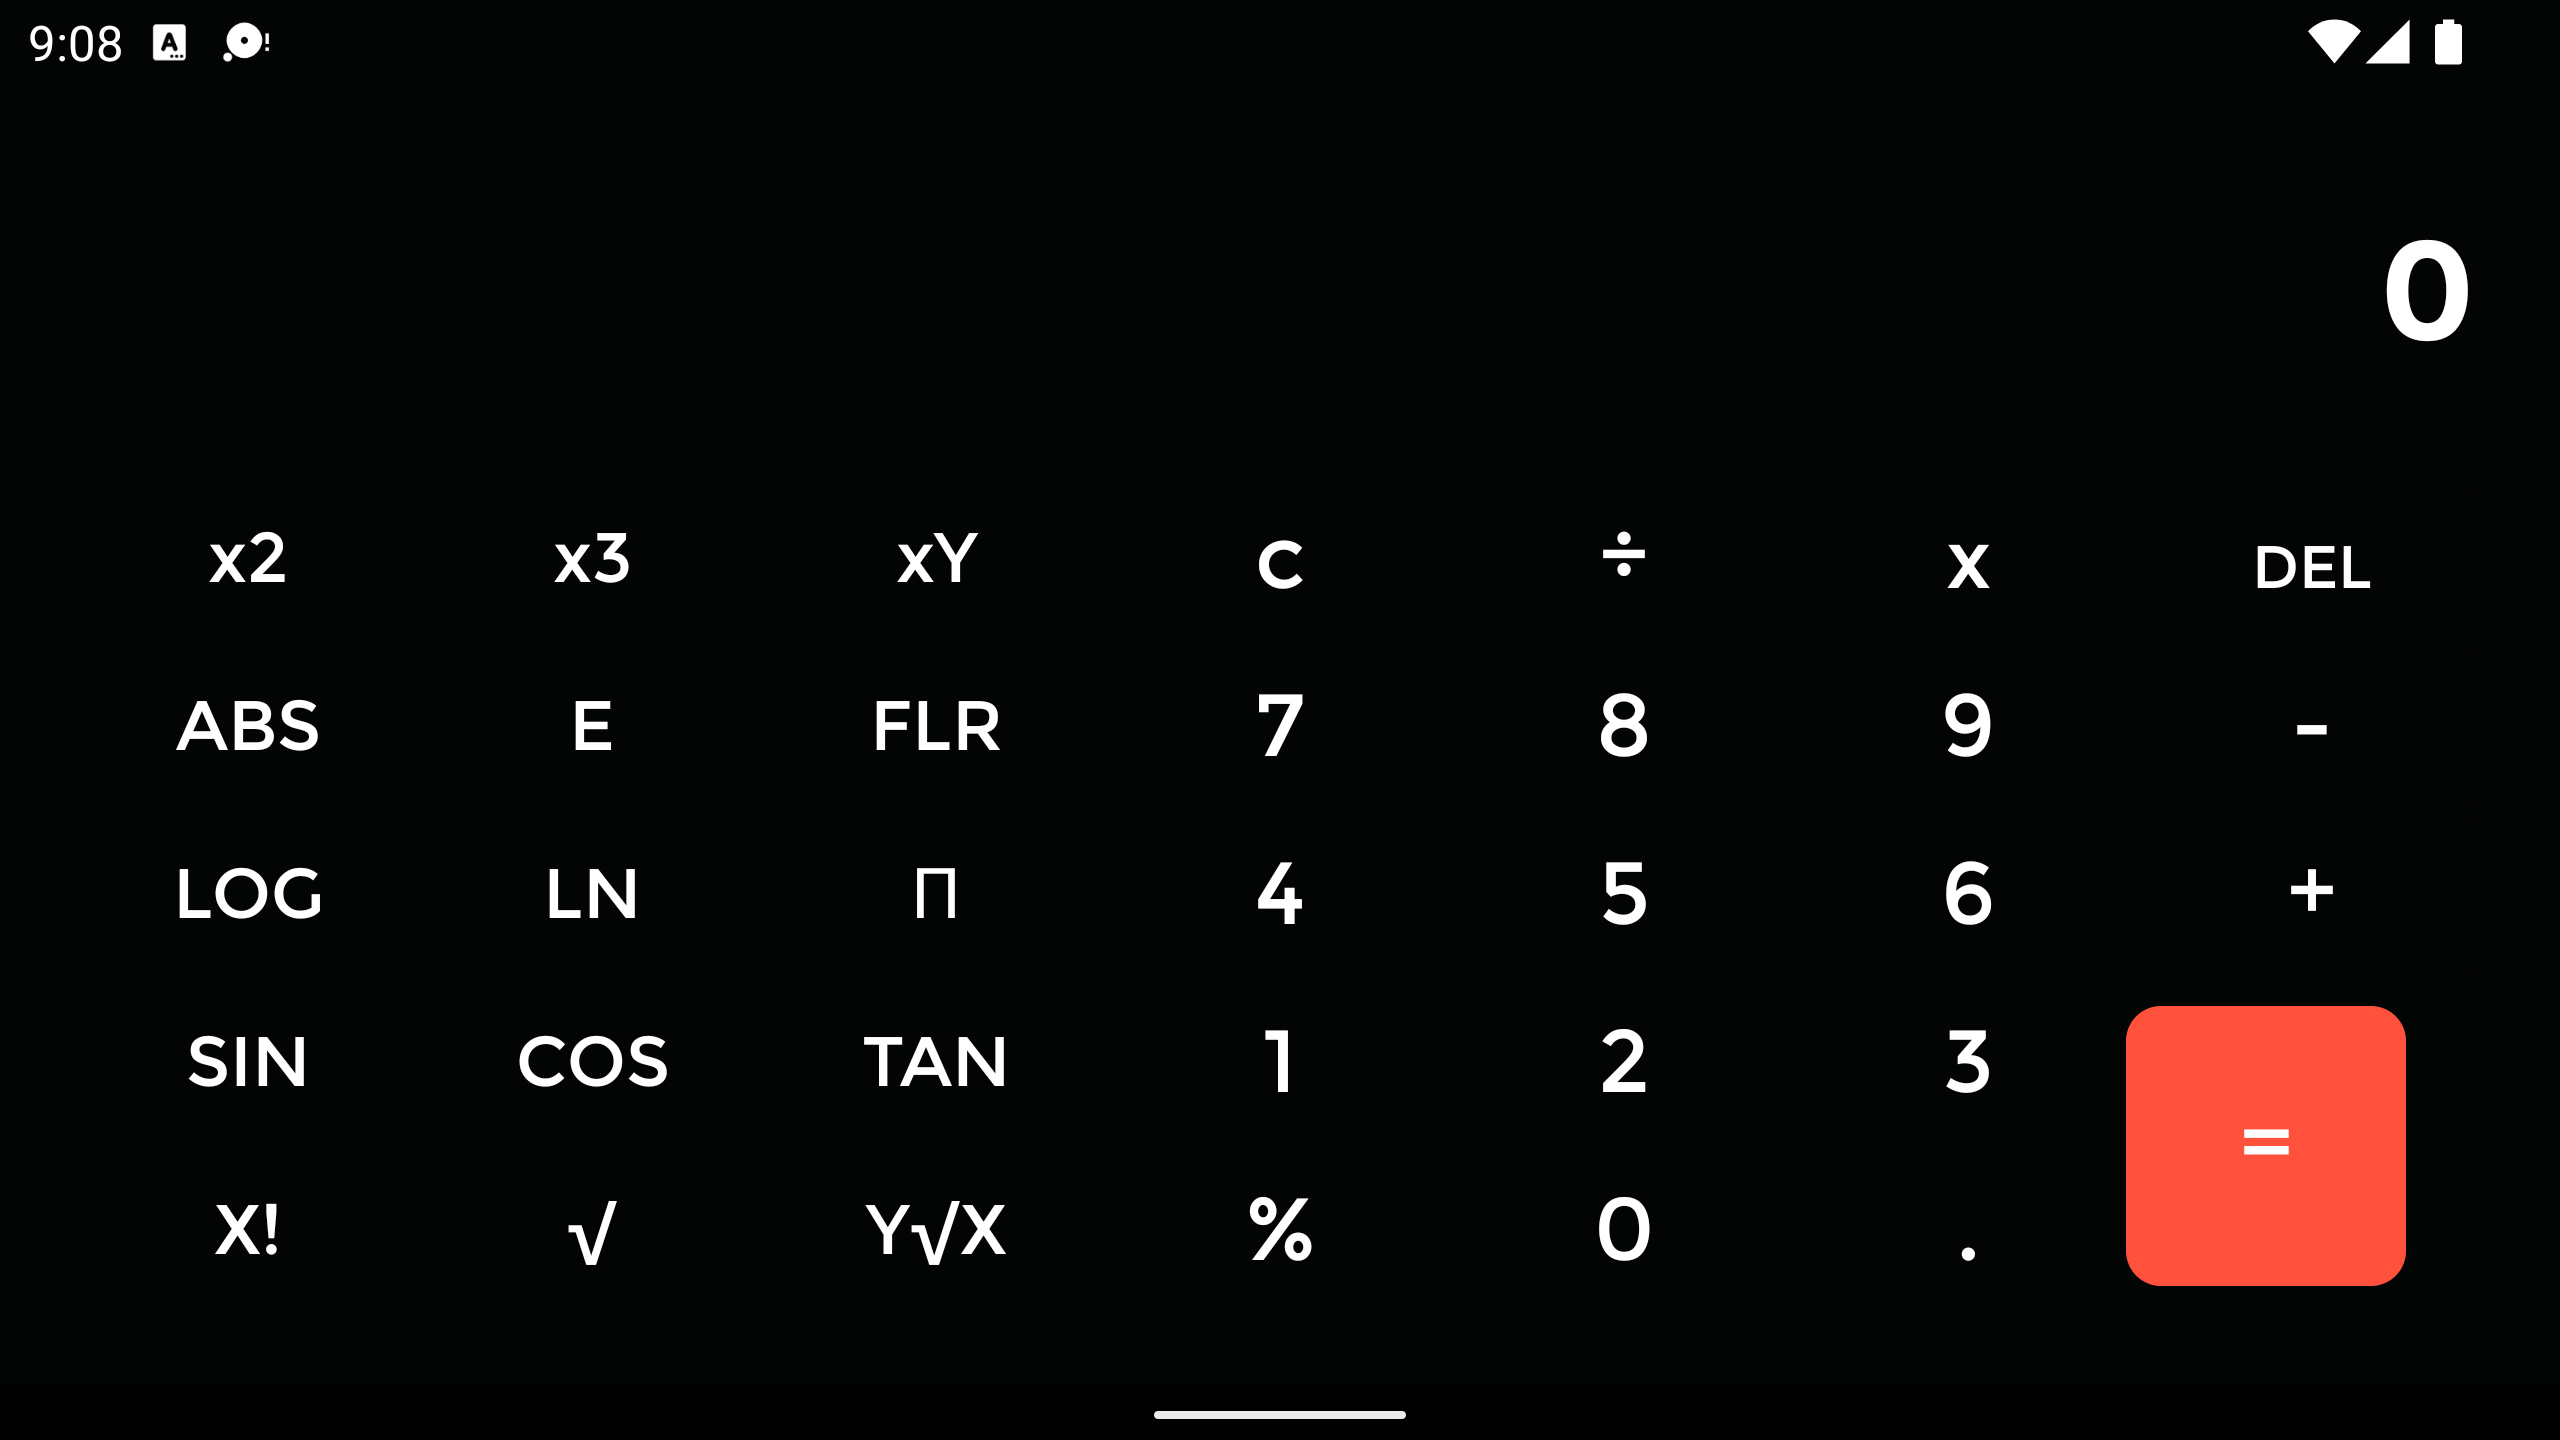 9:08
0
x2 x3 xY C ÷ x DEL
ABS E FLR 7 8 9 -
LOG LN П 4 5 6 +
SIN COS TAN 1 2 3
=
X! √ Y√X % 0 .